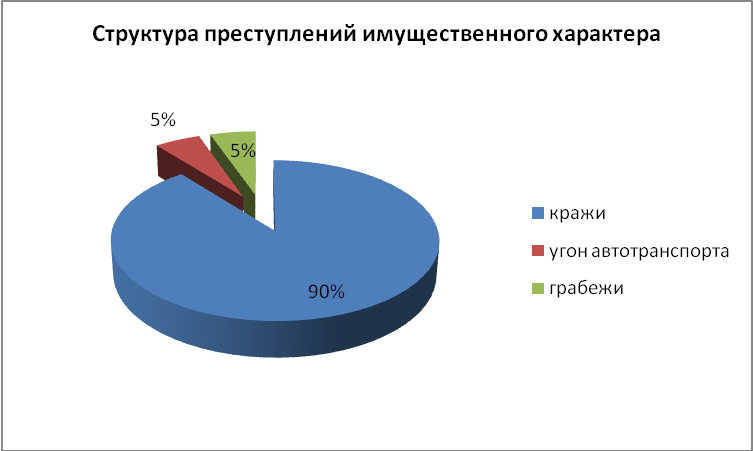 Структура преступлений имущественного характера
5%
5%
90%
кражи
угон автотранспорта
грабежи